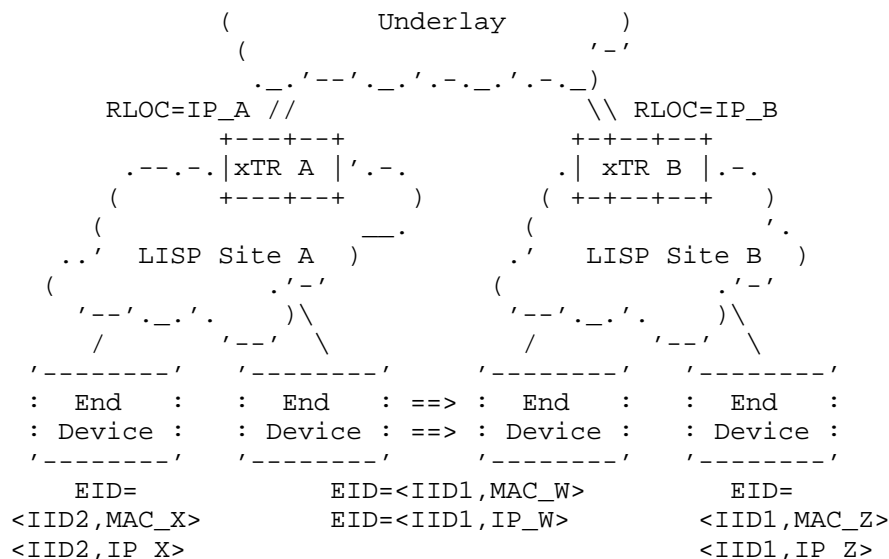 ( Underlay )
( '-'
._.'--'._.'.-._.'.-._)
RLOC=IP_A // \\ RLOC=IP_B
+---+--+ +-+--+--+
.--.-.|xTR A |'.-. .| xTR B |.-.
( +---+--+ ) ( +-+--+--+ )
( __. ( '.
..' LISP Site A ) .' LISP Site B )
( .'-' ( .'-'
'--'._.'. )\ '--'._.'. )\
/ '--' \ / '--' \
'--------' '--------' '--------' '--------'
: End : : End : ==> : End : : End :
: Device : : Device : ==> : Device : : Device :
'--------' '--------' '--------' '--------'
EID= EID=<IID1,MAC_W> EID=
<IID2,MAC_X> EID=<IID1,IP_W> <IID1,MAC_Z>
<IID2,IP_X> <IID1,IP_Z>